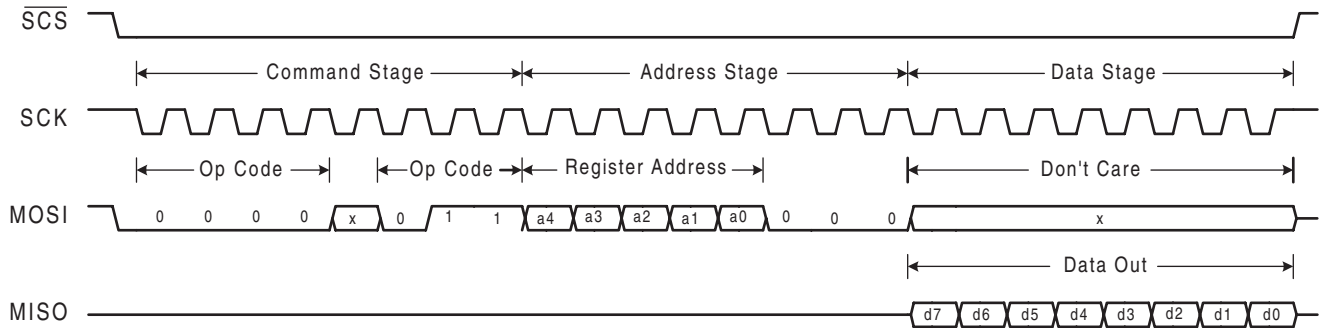 SCS
Command Stage Address Stage Data Stage
SCK
Op Code Op Code Register Address Don't Care
MOSI 0 0 0 0 x 0 1 1 a4 a3 a2 a1 a0 0 0 0 x
Data Out
MISO d7 d6 d5 d4 d3 d2 d1 d0